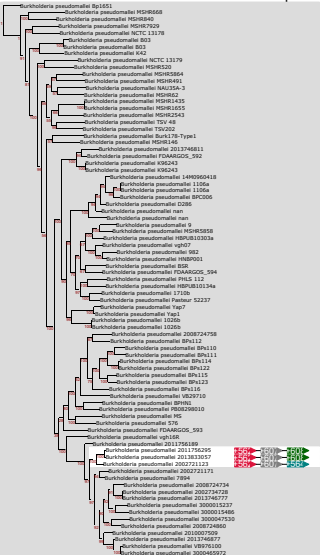 Burkholderia pseudomallei Bp1651
Burkholderia pseudomallei MSHR668
Burkholderia pseudomallei MSHR840
Burkholderia pseudomallei MSHR7929
Burkholderia pseudomallei NCTC 13178
Burkholderia pseudomallei B03
Burkholderia pseudomallei B03
Burkholderia pseudomallei K42
Burkholderia pseudomallei NCTC 13179
Burkholderia pseudomallei MSHR520
Burkholderia pseudomallei MSHR5864
Burkholderia pseudomallei MSHR491
Burkholderia pseudomallei NAU35A-3
Burkholderia pseudomallei MSHR62
Burkholderia pseudomallei MSHR1435
Burkholderia pseudomallei MSHR1655
Burkholderia pseudomallei MSHR2543
Burkholderia pseudomallei TSV 48
Burkholderia pseudomallei TSV202
Burkholderia pseudomallei Burk178-Type1
Burkholderia pseudomallei MSHR146
Burkholderia pseudomallei 2013746811
Burkholderia pseudomallei FDAARGOS_592
Burkholderia pseudomallei K96243
Burkholderia pseudomallei K96243
Burkholderia pseudomallei 14M0960418
Burkholderia pseudomallei 1106a
Burkholderia pseudomallei 1106a
Burkholderia pseudomallei BPC006
Burkholderia pseudomallei D286
Burkholderia pseudomallei nan
Burkholderia pseudomallei nan
Burkholderia pseudomallei 9
Burkholderia pseudomallei MSHR5858
Burkholderia pseudomallei HBPUB10303a
Burkholderia pseudomallei vgh07
Burkholderia pseudomallei 982
Burkholderia pseudomallei HNBP001
Burkholderia pseudomallei BSR
Burkholderia pseudomallei FDAARGOS_594
Burkholderia pseudomallei PHLS 112
Burkholderia pseudomallei HBPUB10134a
Burkholderia pseudomallei 1710b
Burkholderia pseudomallei Pasteur 52237
Burkholderia pseudomallei Yap7
Burkholderia pseudomallei Yap1
Burkholderia pseudomallei 1026b
Burkholderia pseudomallei 1026b
Burkholderia pseudomallei 2008724758
Burkholderia pseudomallei BPs112
Burkholderia pseudomallei BPs110
Burkholderia pseudomallei BPs111
Burkholderia pseudomallei BPs114
Burkholderia pseudomallei BPs122
Burkholderia pseudomallei BPs115
Burkholderia pseudomallei BPs123
Burkholderia pseudomallei BPs116
Burkholderia pseudomallei VB29710
Burkholderia pseudomallei BPHN1
Burkholderia pseudomallei PB08298010
Burkholderia pseudomallei MS
Burkholderia pseudomallei 576
Burkholderia pseudomallei FDAARGOS_593
Burkholderia pseudomallei vgh16R
Burkholderia pseudomallei 2011756189
Burkholderia pseudomallei 2011756295
Burkholderia pseudomallei 2013833057
Burkholderia pseudomallei 2002721123
Burkholderia pseudomallei 2002721171
Burkholderia pseudomallei 7894
Burkholderia pseudomallei 2008724734
Burkholderia pseudomallei 2002734728
Burkholderia pseudomallei 2013746777
Burkholderia pseudomallei 3000015237
Burkholderia pseudomallei 3000015486
Burkholderia pseudomallei 3000047530
Burkholderia pseudomallei 2008724860
Burkholderia pseudomallei 2010007509
Burkholderia pseudomallei 2013746877
Burkholderia pseudomallei VB976100
Burkholderia pseudomallei 3000465972